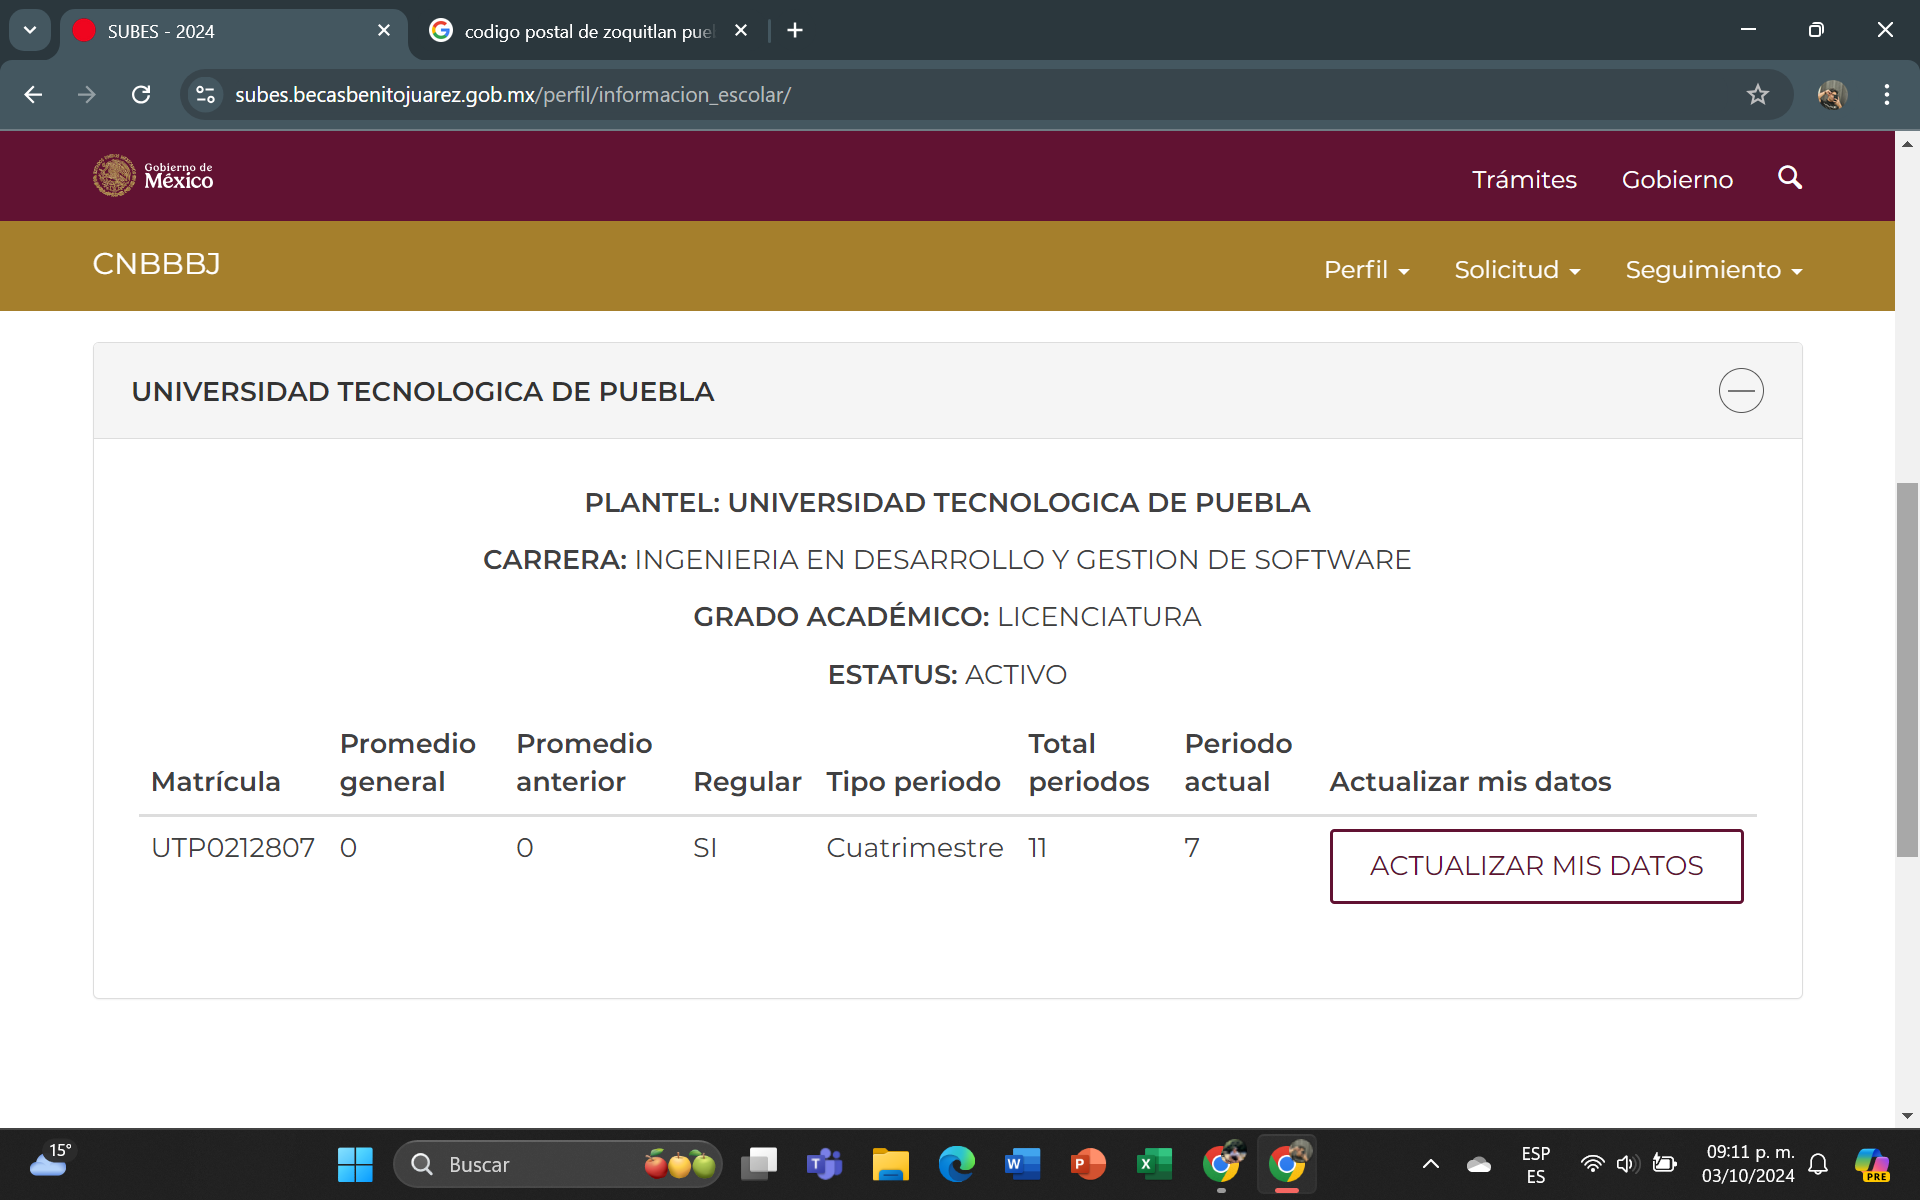 SUBES - 2024
codigo postal de zoquitlan pue
subes.becasbenitojuarez.gob.mx/perfil/informacion_escolar/
Gobierno de
México
Trámites
Gobierno
CNBBBJ
Perfil
Solicitud
Seguimiento
UNIVERSIDAD TECNOLOGICA DE PUEBLA
PLANTEL: UNIVERSIDAD TECNOLOGICA DE PUEBLA
CARRERA: INGENIERIA EN DESARROLLO Y GESTION DE SOFTWARE
GRADO ACADÉMICO: LICENCIATURA
ESTATUS: ACTIVO
Matrícula
Promedio
general
Promedio
anterior
Regular
Tipo periodo
Total
periodos
Periodo
actual
Actualizar mis datos
UTP0212807 0 0 SI Cuatrimestre 11 7
ACTUALIZAR MIS DATOS
15°
Buscar
ESP
ES
09:11 p. m.
03/10/2024
PRE